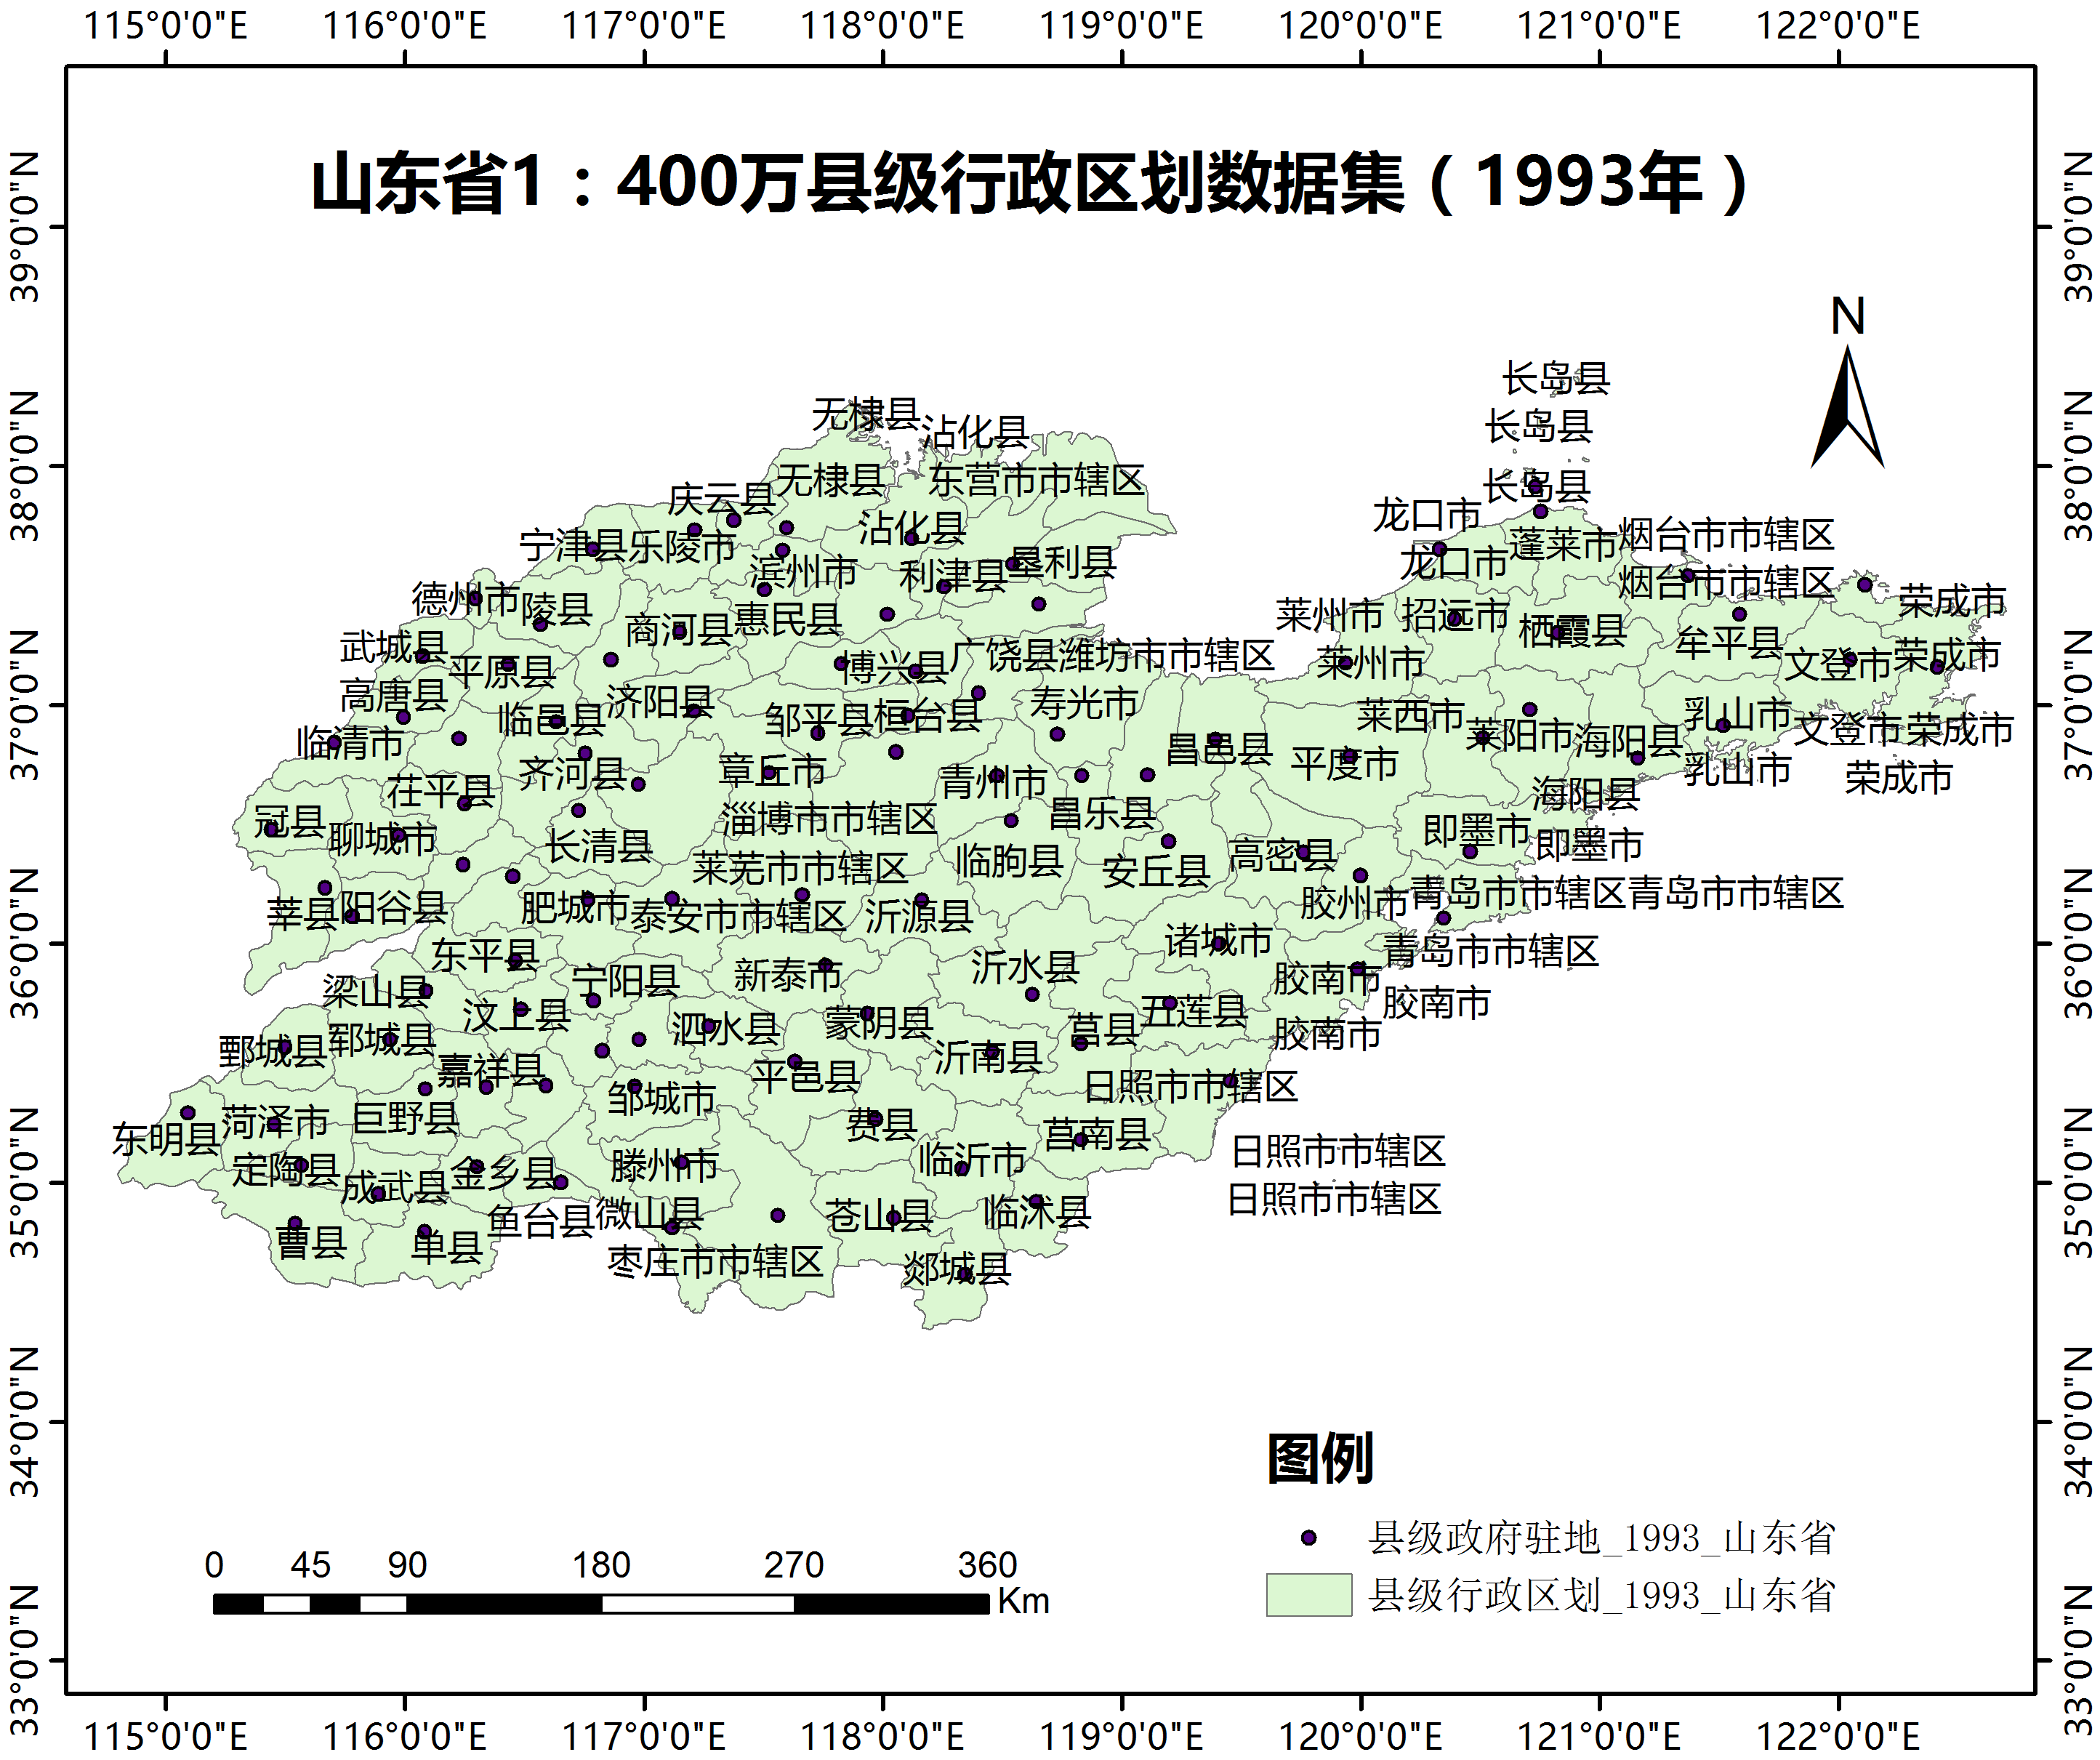 115°0'0"E 116°0'0"E 117°0'0"E 118°0'0"E 119°0'0"E 120°0'0"E 121°0'0"E 122°0'0"E
山东省1：400万县级行政区划数据集（1993年）
39°0'0"N
38°0'0"N
37°0'0"N
36°0'0"N
35°0'0"N
34°0'0"N
33°0'0"N
39°0'0"N
38°0'0"N
37°0'0"N
36°0'0"N
35°0'0"N
34°0'0"N
33°0'0"N
N
长岛县
无棣县
长岛县
沾化县
无棣县 东营市市辖区
长岛县
庆云县
龙口市
沾化县
烟台市市辖区
宁津县 乐陵市
蓬莱市
龙口市 垦利县
滨州市 利津县
烟台市市辖区
德州市 荣成市
陵县
莱州市 招远市
商河县 惠民县
栖霞县
牟平县
武城县
广饶县 潍坊市市辖区 荣成市
莱州市 文登市
平原县 博兴县
高唐县 济阳县
寿光市
乳山市
临邑县 邹平县 桓台县
莱西市
文登市 荣成市
莱阳市 海阳县
临清市
昌邑县
平度市
齐河县 章丘市
乳山市 荣成市
青州市
茌平县
海阳县
昌乐县
冠县 淄博市市辖区
聊城市
即墨市 即墨市
长清县
高密县
临朐县
莱芜市市辖区 安丘县
青岛市市辖区 青岛市市辖区
胶州市
莘县 阳谷县 肥城市 泰安市市辖区 沂源县
诸城市
青岛市市辖区
东平县
沂水县
新泰市
宁阳县 胶南市
梁山县
胶南市
汶上县 五莲县
蒙阴县
泗水县
莒县
胶南市
郓城县
鄄城县
沂南县
嘉祥县
平邑县
日照市市辖区
邹城市
巨野县
菏泽市
费县
莒南县
东明县
日照市市辖区
临沂市
滕州市
定陶县
金乡县
成武县
日照市市辖区
微山县 苍山县 临沭县
鱼台县
曹县 单县
枣庄市市辖区
郯城县
图例
县级政府驻地_1993_山东省
县级行政区划_1993_山东省
0 45 90 180 270 360
Km
115°0'0"E 116°0'0"E 117°0'0"E 118°0'0"E 119°0'0"E 120°0'0"E 121°0'0"E 122°0'0"E